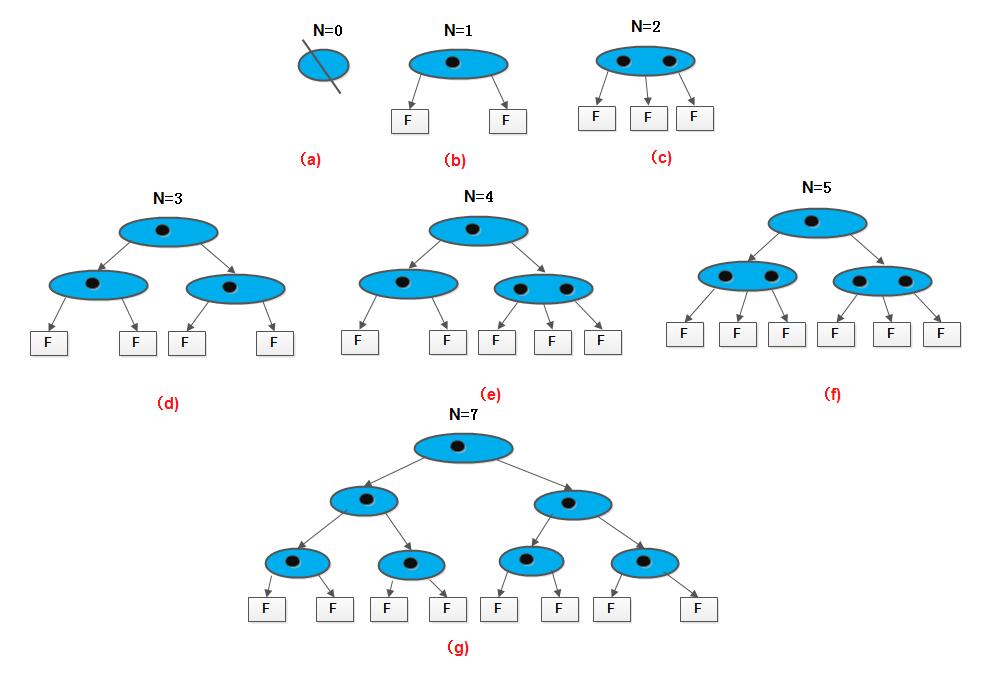 N=0
N=1
N=2
F F
F F F
(a)
(b)
(c)
N=3
N=4
N=5
F F F F
F F F F F
F F F F F F
(d)
(e)
(f)
N=7
F F F F F F F F
(g)